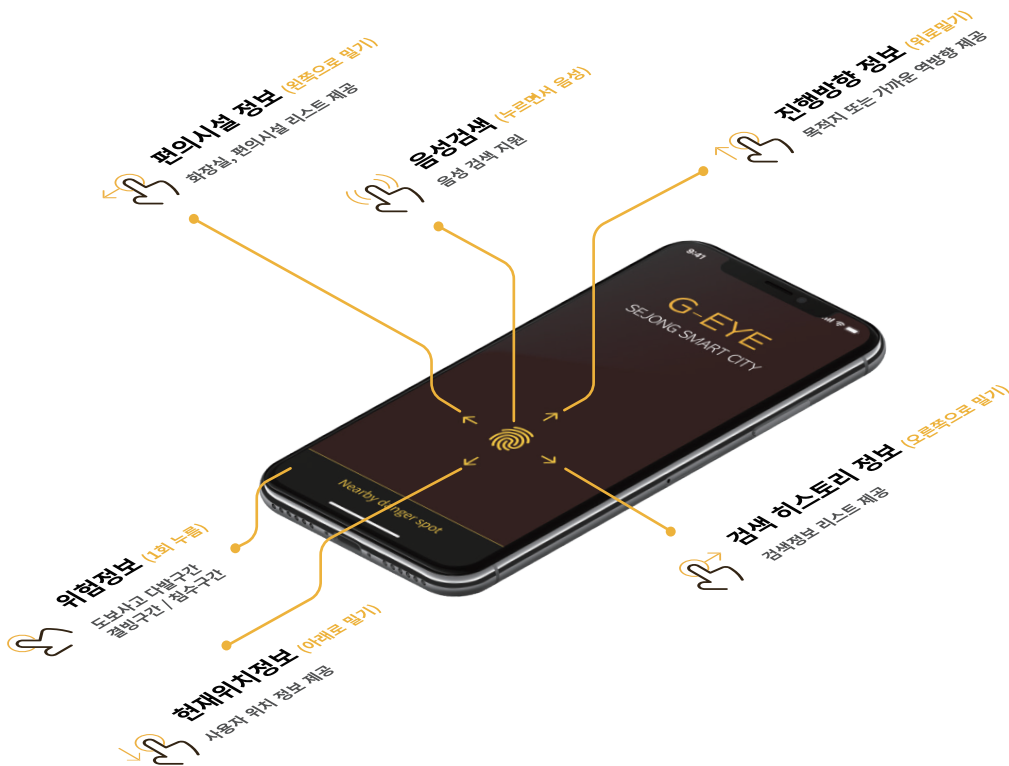 편의시설 정보 (왼쪽으로 밀기)
화장실, 편의시설 리스트 제공
음성검색 (누르면서 음성)
음성 검색 지원
진행방향 정보 (위로밀기)
목적지 또는 가까운 역방향 제공
9:41
G-EYE
SEJONG SMART CITY
Nearby danger spot
검색 히스토리 정보 (오른쪽으로 밀기)
검색정보 리스트 제공
위험정보 (1회 누름)
도보사고 다발구간
결빙구간 / 침수구간
현재위치정보 (아래로 밀기)
사용자 위치 정보 제공